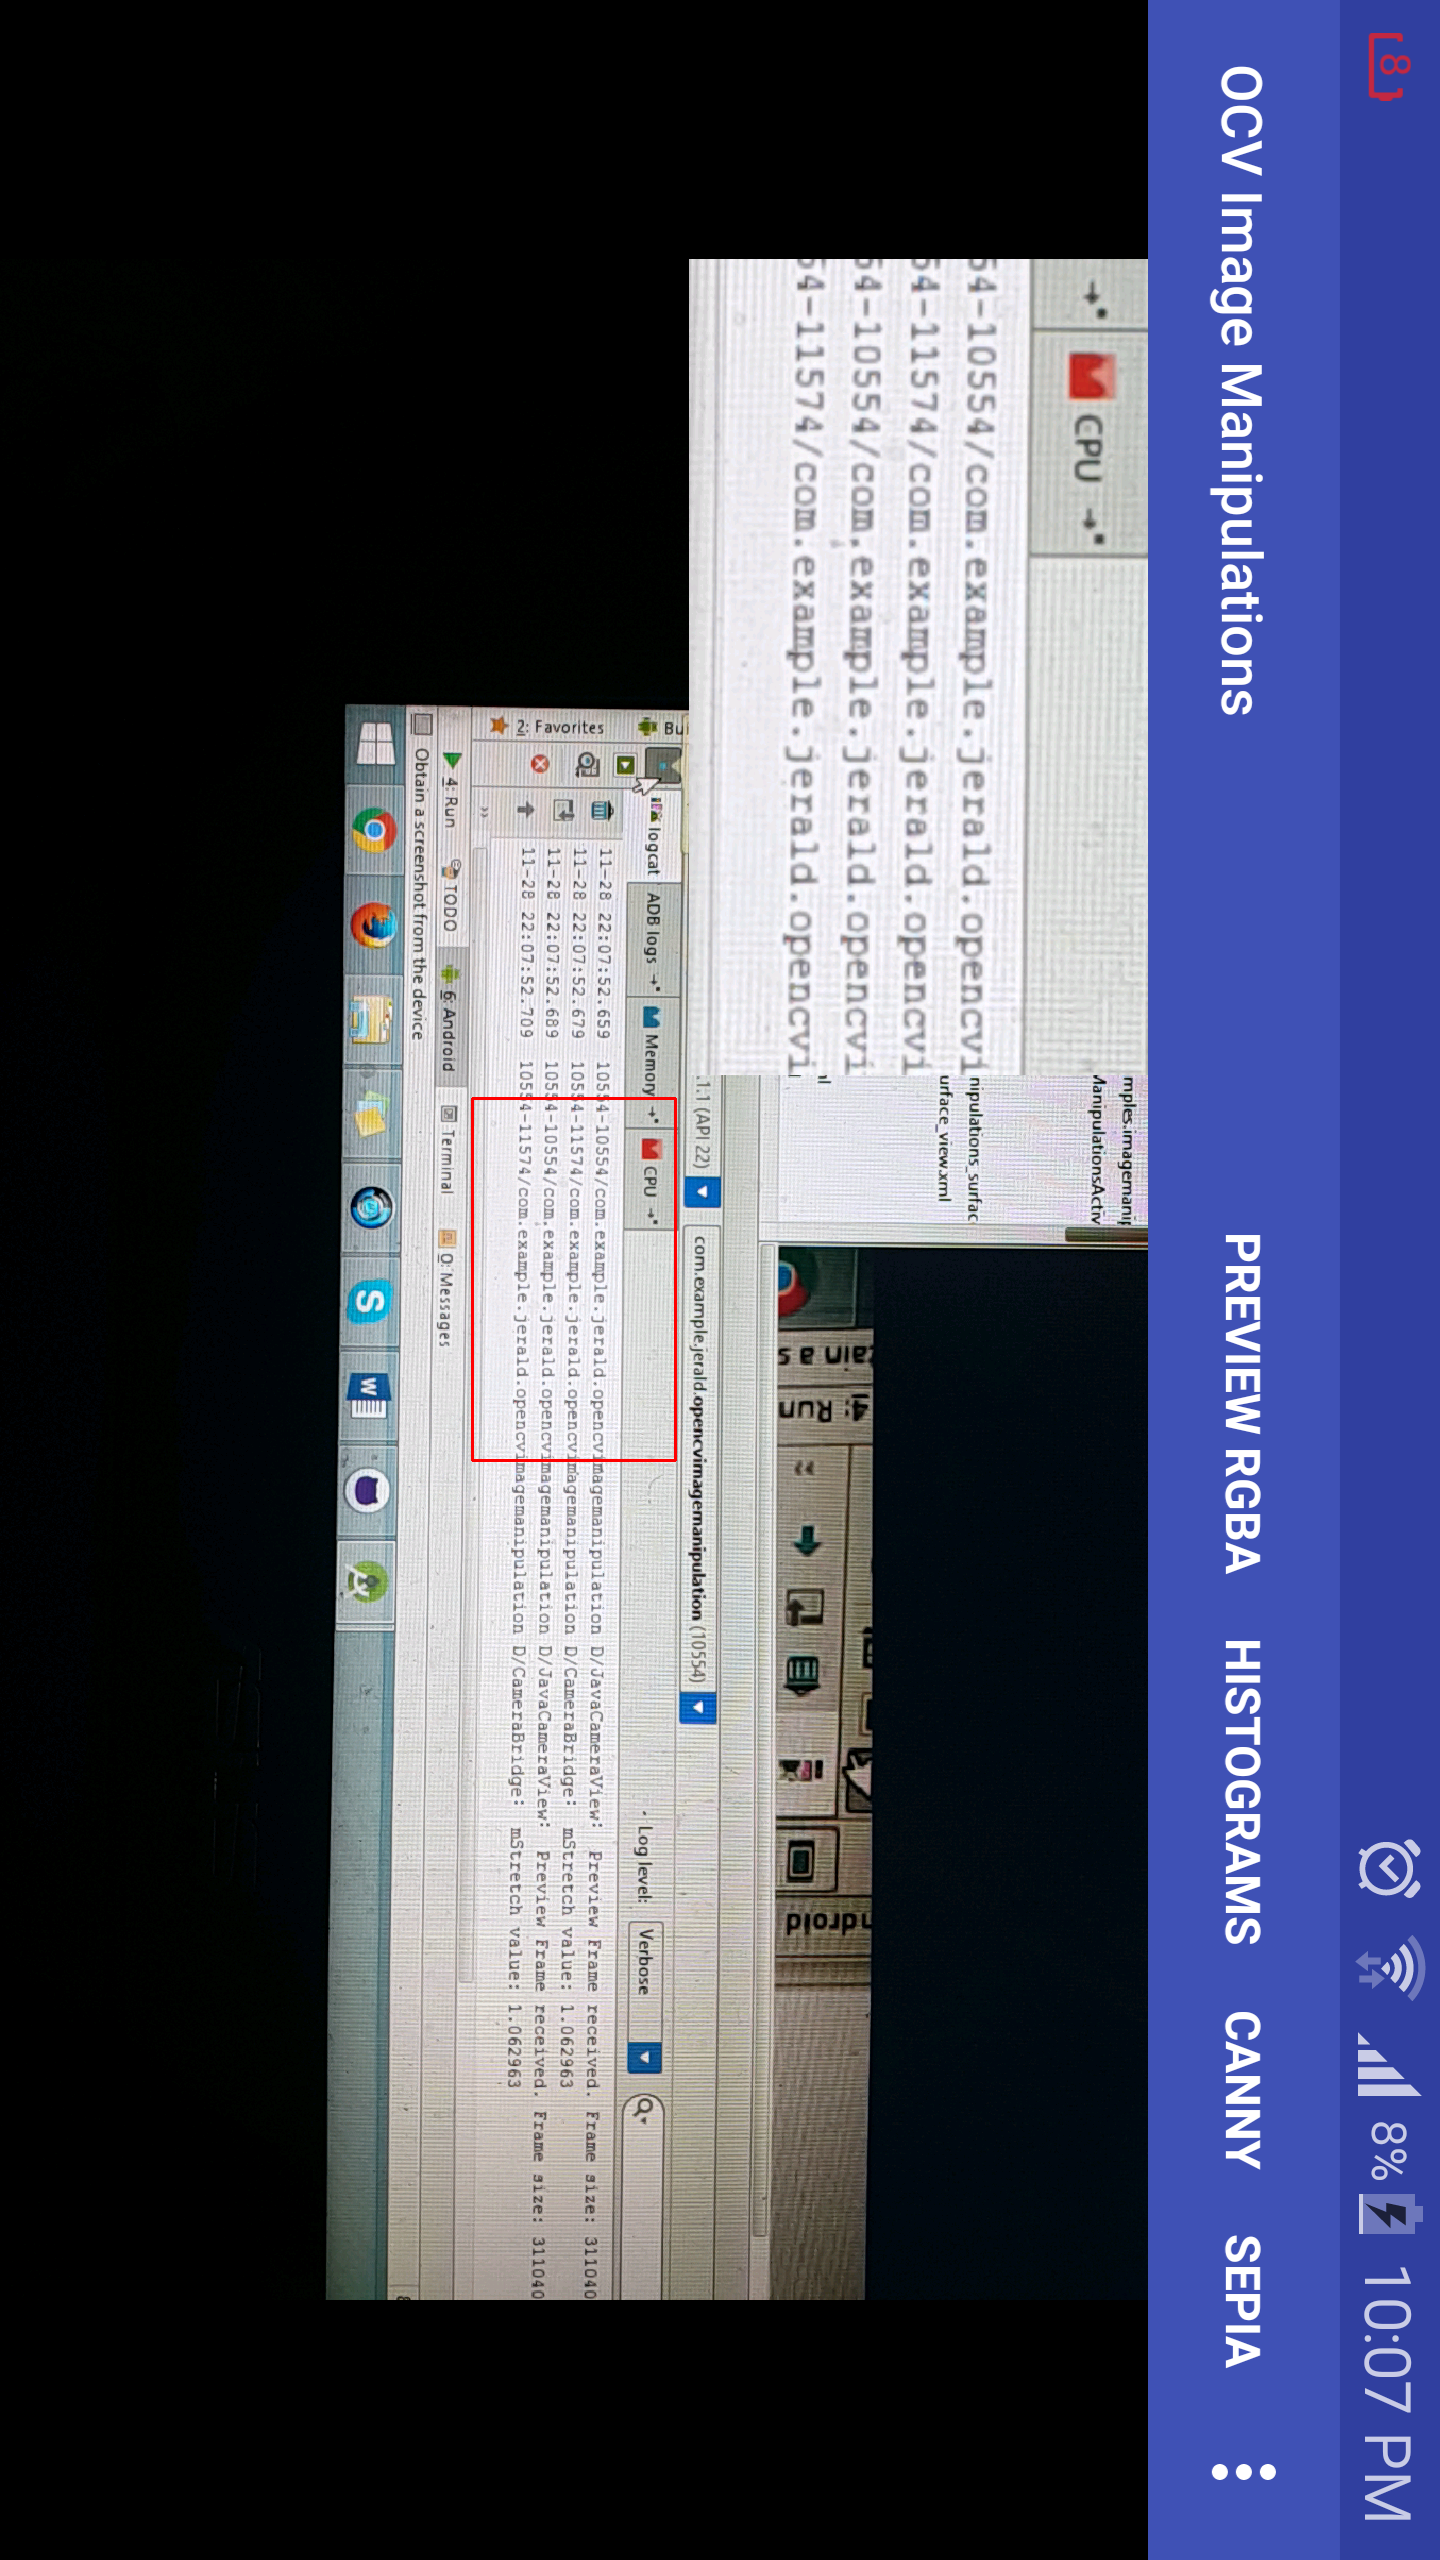 8
8%
10:07 PM
OCV Image Manipulations
PREVIEW RGBA
HISTOGRAMS
CANNY
SEPIA
CPU
54-10554/com.example.jerald.opencvi
54-11574/com.example.jerald.opencvi
54-10554/com.example.jerald.opencvi
54-11574/com.example.jerald.opencvi
mples.imagemanip
ManipulationsActiv
nipulations_surfac
urface_view.xml
.1.1 (API 22)
com.example.jerald.opencvimagemanipulation (10554)
tain a s
4: Run
ndroid
logcat
ADB logs
Memory
CPU
Log level:
Verbose
11-28 22:07:52.659 10554-10554/com.example.jerald.opencvimagemanipulation D/JavaCameraView: Preview Frame received. Frame size: 311040
11-28 22:07:52.679 10554-11574/com.example.jerald.opencvimagemanipulation D/CameraBridge: mStretch value: 1.062963
11-28 22:07:52.689 10554-10554/com.example.jerald.opencvimagemanipulation D/JavaCameraView: Preview Frame received. Frame size: 311040
11-28 22:07:52.709 10554-11574/com.example.jerald.opencvimagemanipulation D/CameraBridge: mStretch value: 1.062963
2: Favorites
Bu
4: Run
TODO
6: Android
Terminal
0: Messages
Obtain a screenshot from the device
S
W